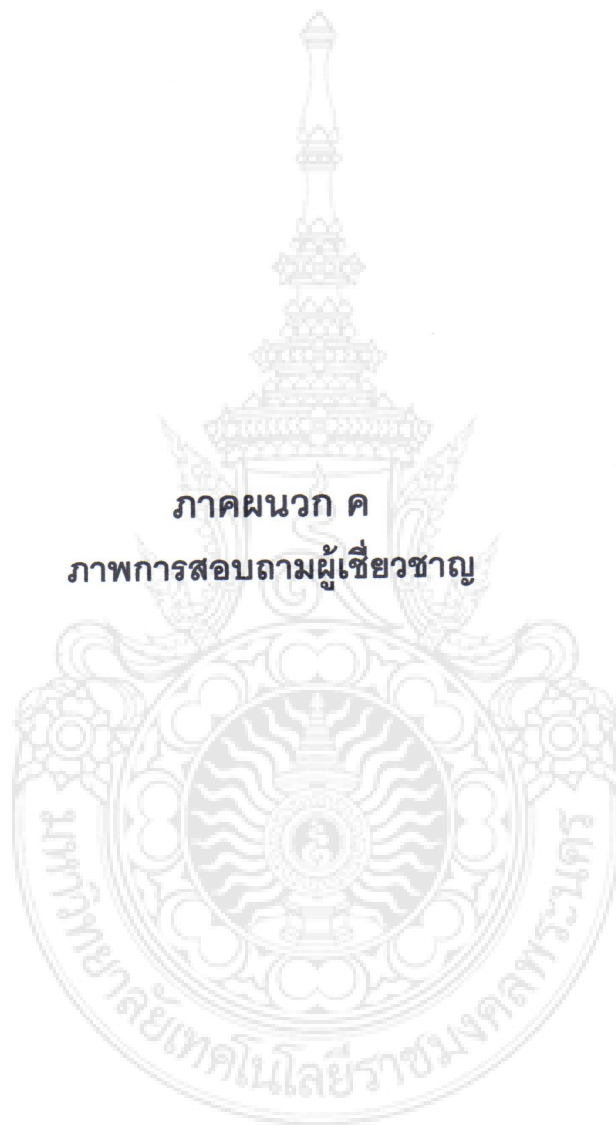 ภาคผนวก ค
ภาพการสอบถามผู้เชี่ยวชาญ
มหาวิทยาลัยเทคโนโลยีราชมงคลพระนคร